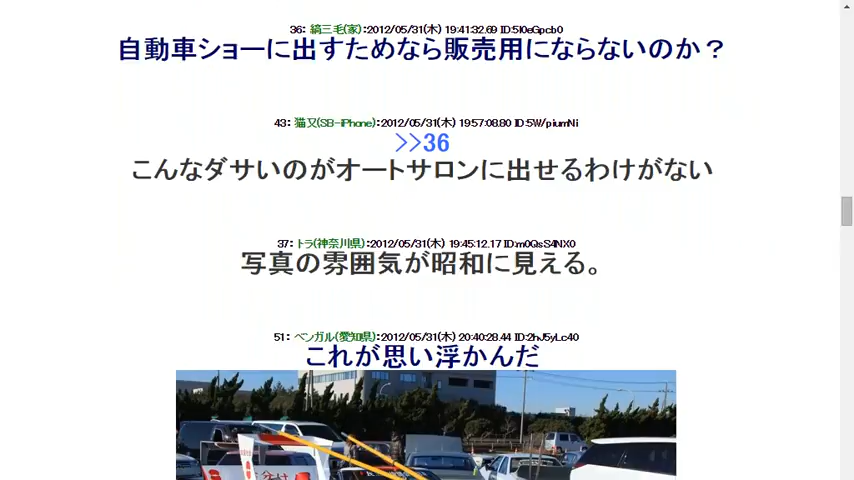 36: 縞三毛(家):2012/05/31(木) 19:41:32.69 ID:5I0eGpcb0
自動車ショーに出すためなら販売用にならないのか？
43: 猫又(SB-iPhone):2012/05/31(木) 19:57:08.80 ID:5W/piumNi
>>36
こんなダサいのがオートサロンに出せるわけがない
37: トラ(神奈川県):2012/05/31(木) 19:45:12.17 ID:m0QsS4NX0
写真の雰囲気が昭和に見える。
51: ベンガル(愛知県):2012/05/31(木) 20:40:28.44 ID:2hJ5yLc40
これが思い浮かんだ